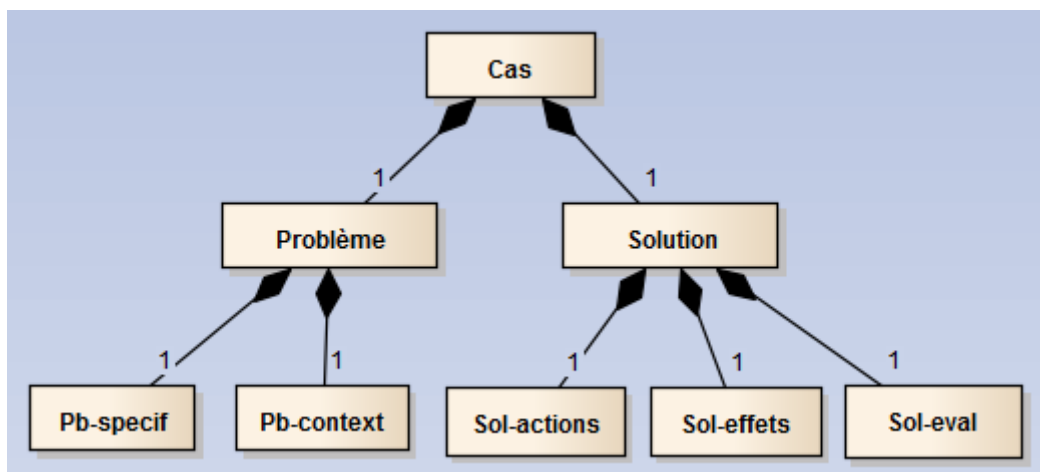 Cas
1
1
Problème
Solution
1
1
1
1
1
Pb-specif
Pb-context
Sol-actions
Sol-effets
Sol-eval